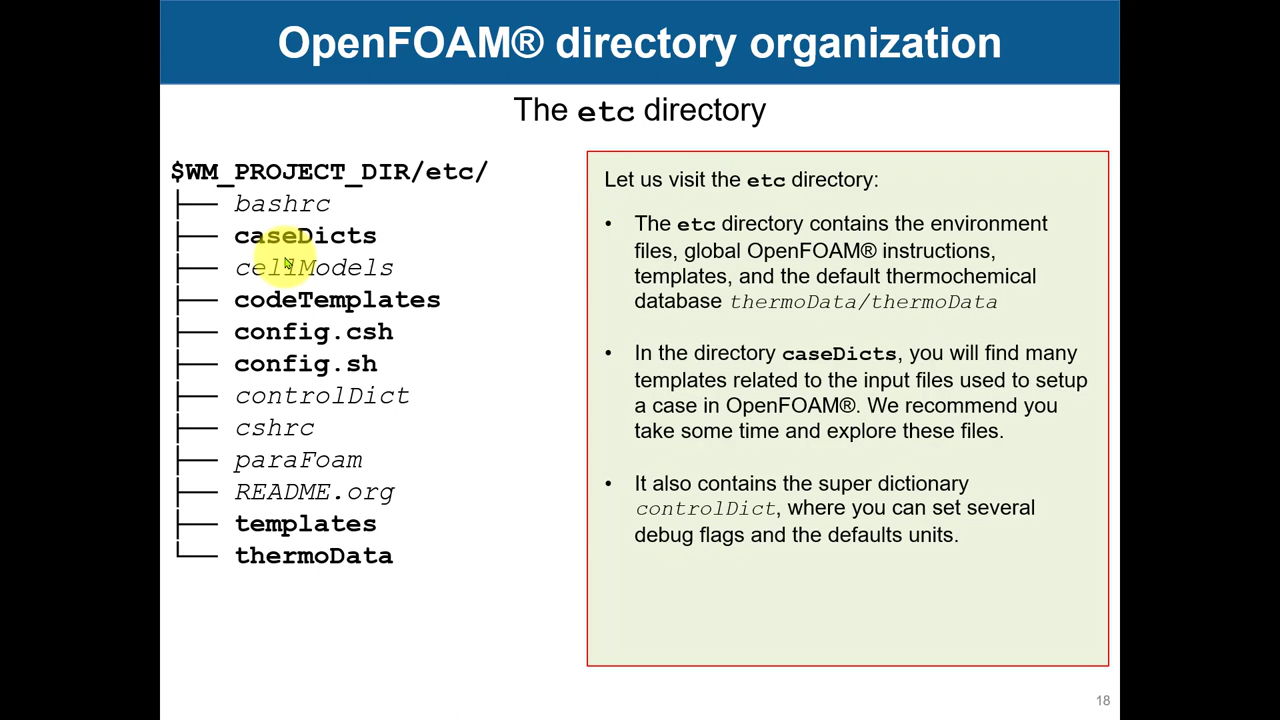 OpenFOAM® directory organization
The etc directory
$WM_PROJECT_DIR/etc/
├── bashrc
├── caseDicts
├── cellModels
├── codeTemplates
├── config.csh
├── config.sh
├── controlDict
├── cshrc
├── paraFoam
├── README.org
├── templates
└── thermoData
Let us visit the etc directory:
• The etc directory contains the environment
files, global OpenFOAM® instructions,
templates, and the default thermochemical
database thermoData/thermoData
• In the directory caseDicts, you will find many
templates related to the input files used to setup
a case in OpenFOAM®. We recommend you
take some time and explore these files.
• It also contains the super dictionary
controlDict, where you can set several
debug flags and the defaults units.
18